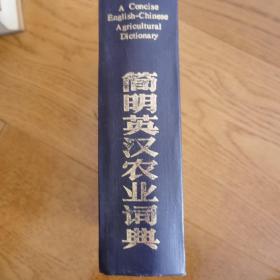 A Concise
English-Chinese
Agricultural
Dictionary
简明英汉农业词典